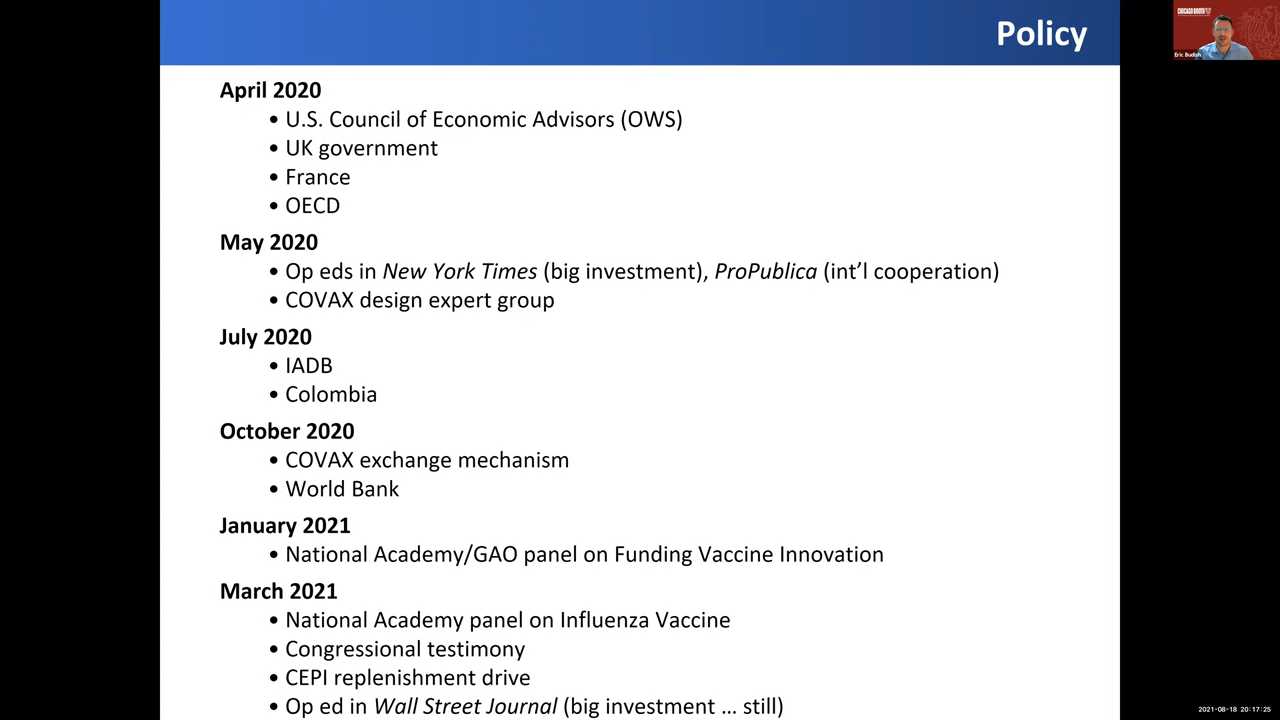 Policy
April 2020
• U.S. Council of Economic Advisors (OWS)
• UK government
• France
• OECD
May 2020
• Op eds in New York Times (big investment), ProPublica (int'l cooperation)
• COVAX design expert group
July 2020
• IADB
• Colombia
October 2020
• COVAX exchange mechanism
• World Bank
January 2021
• National Academy/GAO panel on Funding Vaccine Innovation
March 2021
• National Academy panel on Influenza Vaccine
• Congressional testimony
• CEPI replenishment drive
• Op ed in Wall Street Journal (big investment … still)
CHICAGO BOOTH
Eric Budish
2021-08-18 20:17:25